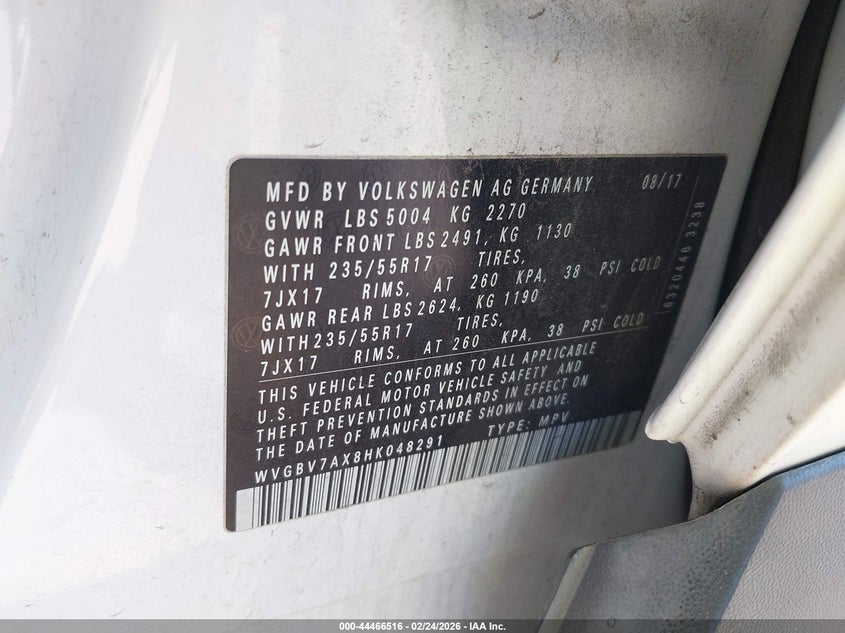 MFD BY VOLKSWAGEN AG GERMANY 08/17
GVWR LBS 5004 KG 2270
GAWR FRONT LBS 2491, KG 1130
WITH 235/55R17 TIRES,
7JX17 RIMS, AT 260 KPA, 38 PSI COLD
GAWR REAR LBS 2624, KG 1190
WITH 235/55R17 TIRES,
7JX17 RIMS, AT 260 KPA, 38 PSI COLD
THIS VEHICLE CONFORMS TO ALL APPLICABLE
U.S. FEDERAL MOTOR VEHICLE SAFETY AND
THEFT PREVENTION STANDARDS IN EFFECT ON
THE DATE OF MANUFACTURE SHOWN ABOVE.
WVGBV7AX8HK048291 TYPE: MPV
6320446 3238
000-44466516 - 02/24/2026 - IAA Inc.